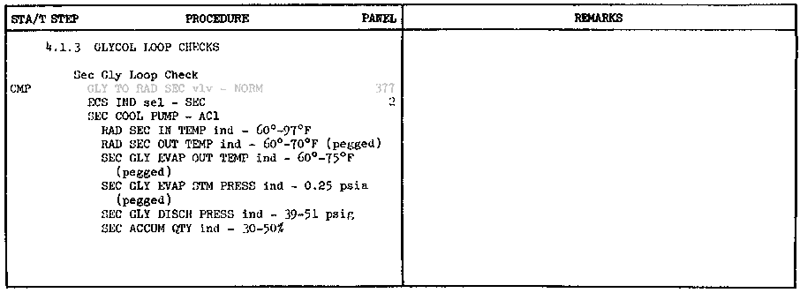 STA/T STEP PROCEDURE PANEL REMARKS
4.1.3 GLYCOL LOOP CHECKS
Sec Gly Loop Check
CMP GLY TO RAD SEC vlv - NORM 377
ECS IND sel - SEC 2
SEC COOL PUMP - AC1
RAD SEC IN TEMP ind - 60°-97°F
RAD SEC OUT TEMP ind - 60°-70°F (pegged)
SEC GLY EVAP OUT TEMP ind - 60°-75°F
(pegged)
SEC GLY EVAP STM PRESS ind - 0.25 psia
(pegged)
SEC GLY DISCH PRESS ind - 39-51 psig
SEC ACCUM QTY ind - 30-50%